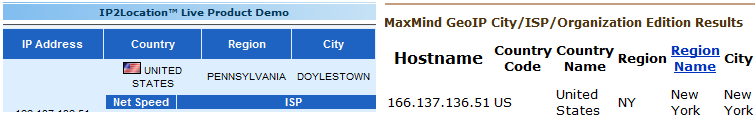 IP2Location™ Live Product Demo
IP Address Country Region City
UNITED STATES PENNSYLVANIA DOYLESTOWN
Net Speed ISP
MaxMind GeoIP City/ISP/Organization Edition Results
Hostname Country Code Country Name Region Region Name City
166.137.136.51 US United States NY New York New York